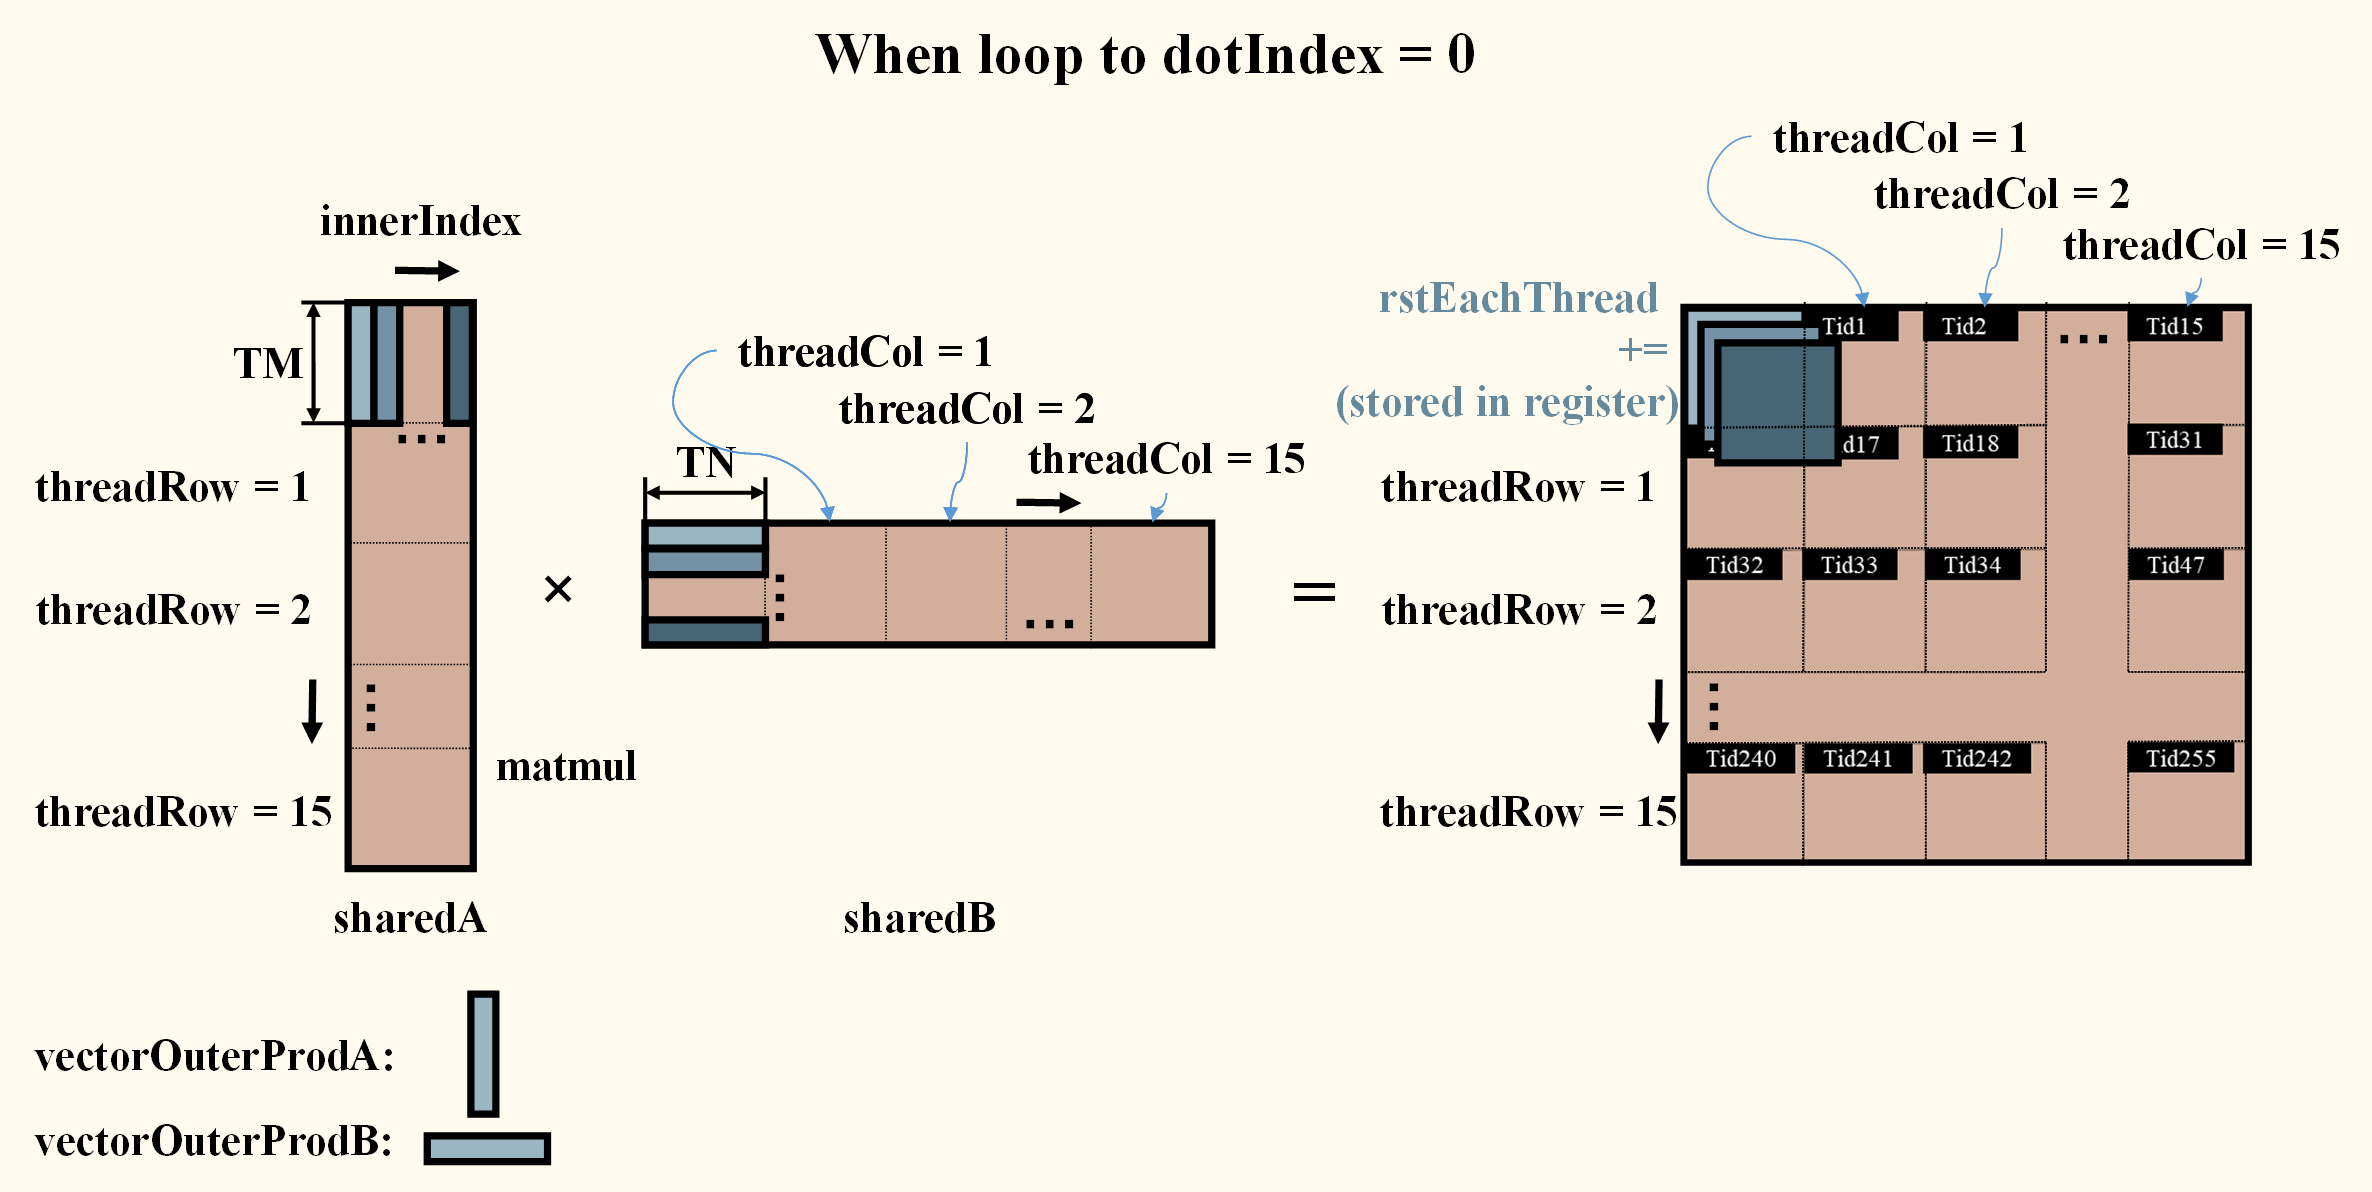 When loop to dotIndex = 0
innerIndex
TM
threadRow = 1
threadRow = 2
threadRow = 15
sharedA
matmul
×
threadCol = 1
threadCol = 2
threadCol = 15
TN
sharedB
=
threadCol = 1
threadCol = 2
threadCol = 15
rstEachThread
+=
(stored in register)
threadRow = 1
threadRow = 2
threadRow = 15
Tid1 Tid2 ... Tid15
d17 Tid18 Tid31
Tid32 Tid33 Tid34 Tid47
Tid240 Tid241 Tid242 Tid255
vectorOuterProdA:
vectorOuterProdB: